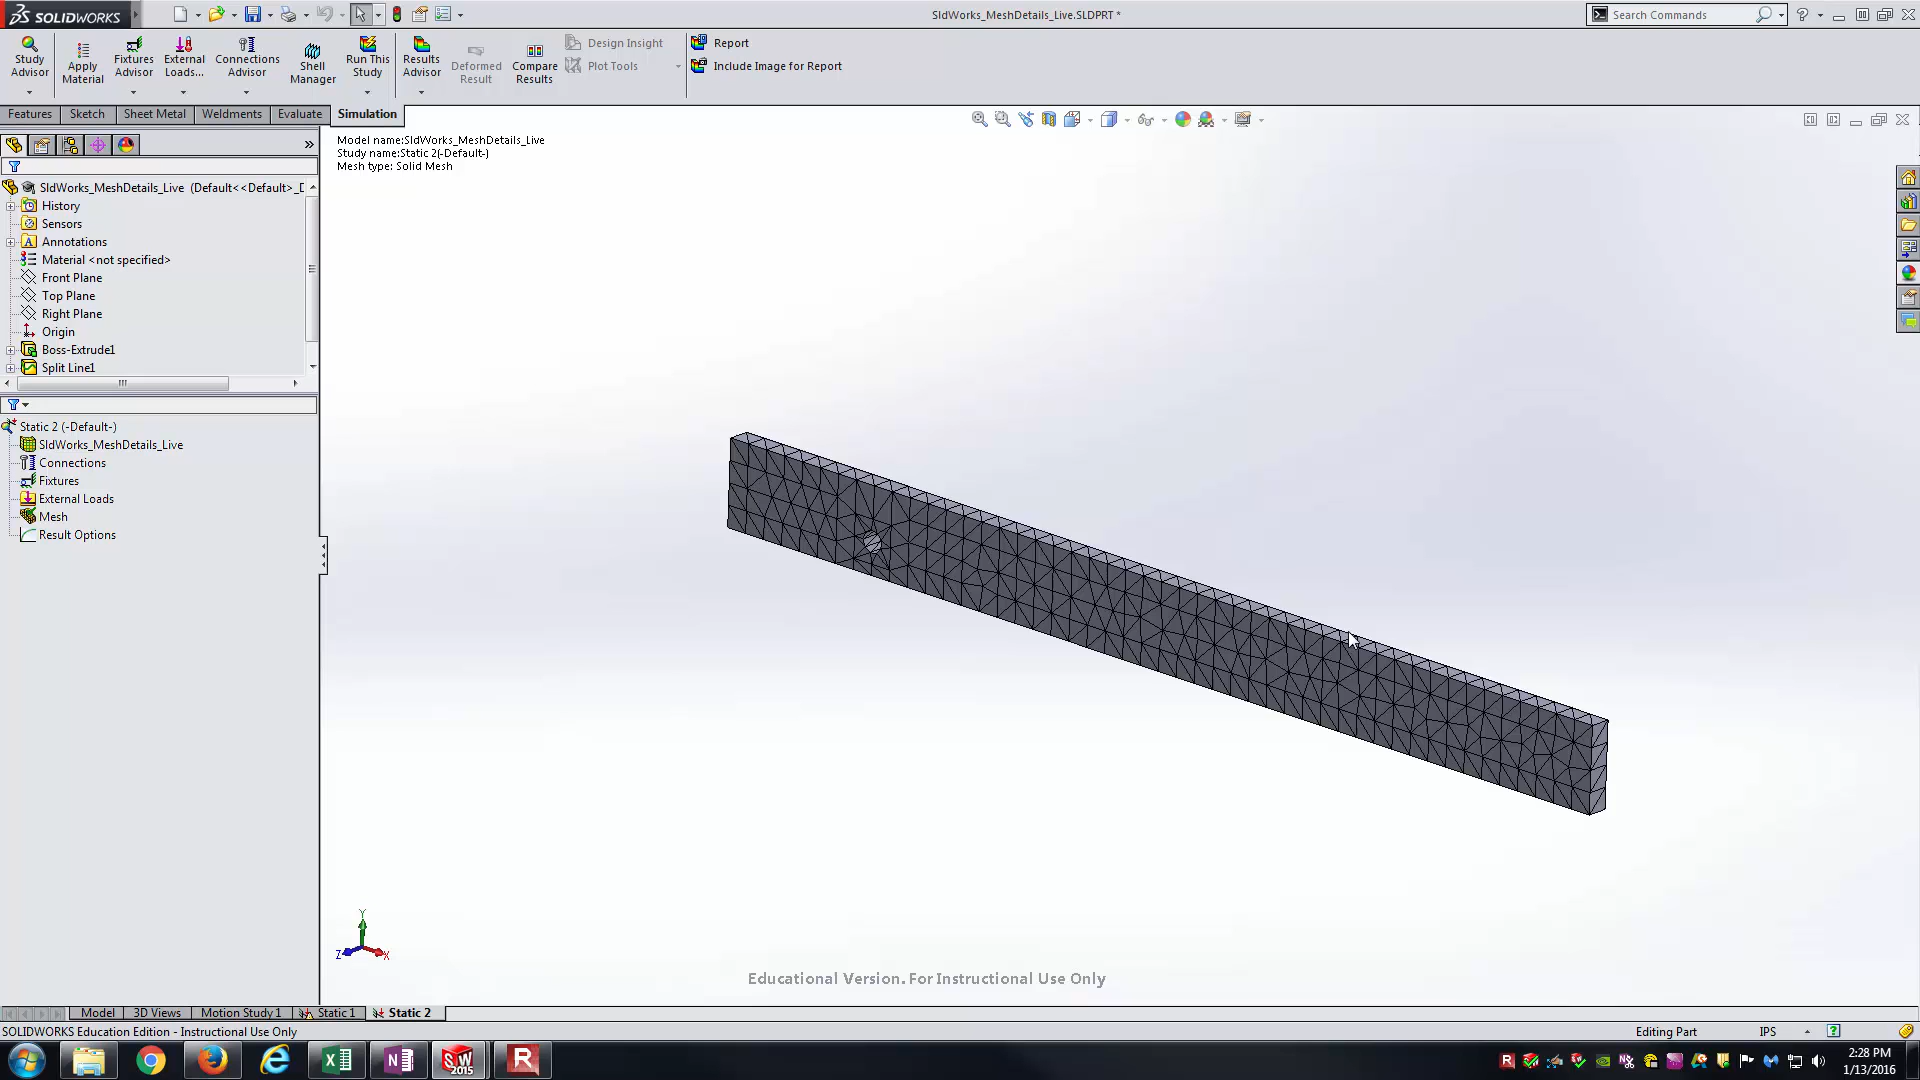 SOLIDWORKS
SldWorks_MeshDetails_Live.SLDPRT *
Search Commands
Study Advisor
Apply Material
Fixtures Advisor
External Loads...
Connections Advisor
Shell Manager
Run This Study
Results Advisor
Deformed Result
Compare Results
Design Insight
Plot Tools
Report
Include Image for Report
Features
Sketch
Sheet Metal
Weldments
Evaluate
Simulation
Model name:SldWorks_MeshDetails_Live
Study name:Static 2(-Default-)
Mesh type: Solid Mesh
SldWorks_MeshDetails_Live (Default<<Default>_D
History
Sensors
Annotations
Material <not specified>
Front Plane
Top Plane
Right Plane
Origin
Boss-Extrude1
Split Line1
Static 2 (-Default-)
SldWorks_MeshDetails_Live
Connections
Fixtures
External Loads
Mesh
Result Options
Y
Z
X
Educational Version. For Instructional Use Only
Model
3D Views
Motion Study 1
Static 1
Static 2
SOLIDWORKS Education Edition - Instructional Use Only
Editing Part
IPS
2:28 PM
1/13/2016